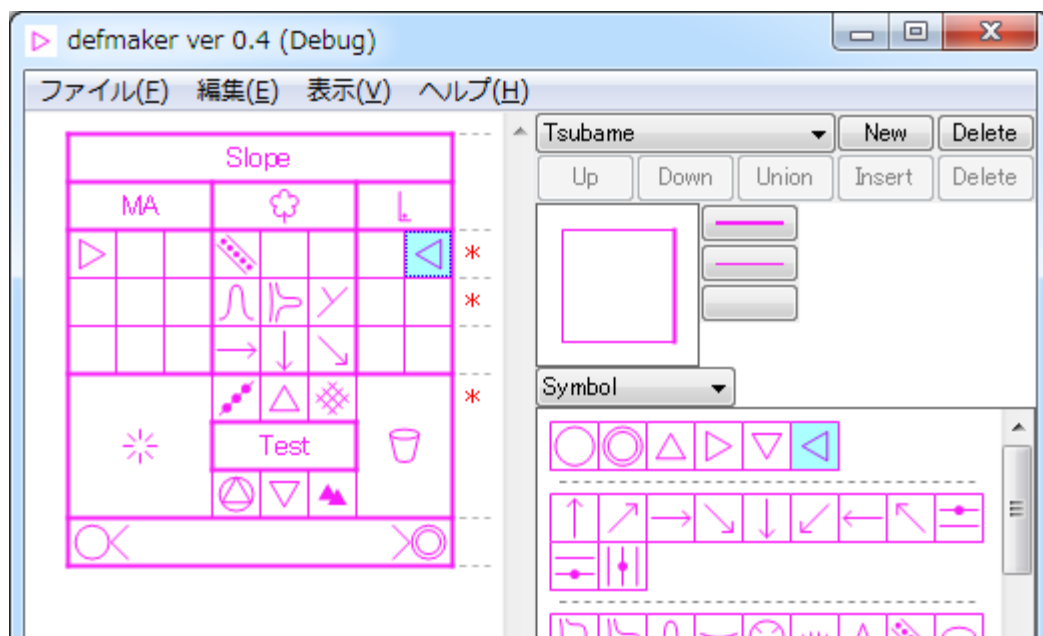 defmaker ver 0.4 (Debug)
ファイル(F) 編集(E) 表示(V) ヘルプ(H)
Slope
MA
*
*
*
Test
Tsubame New Delete
Up Down Union Insert Delete
Symbol